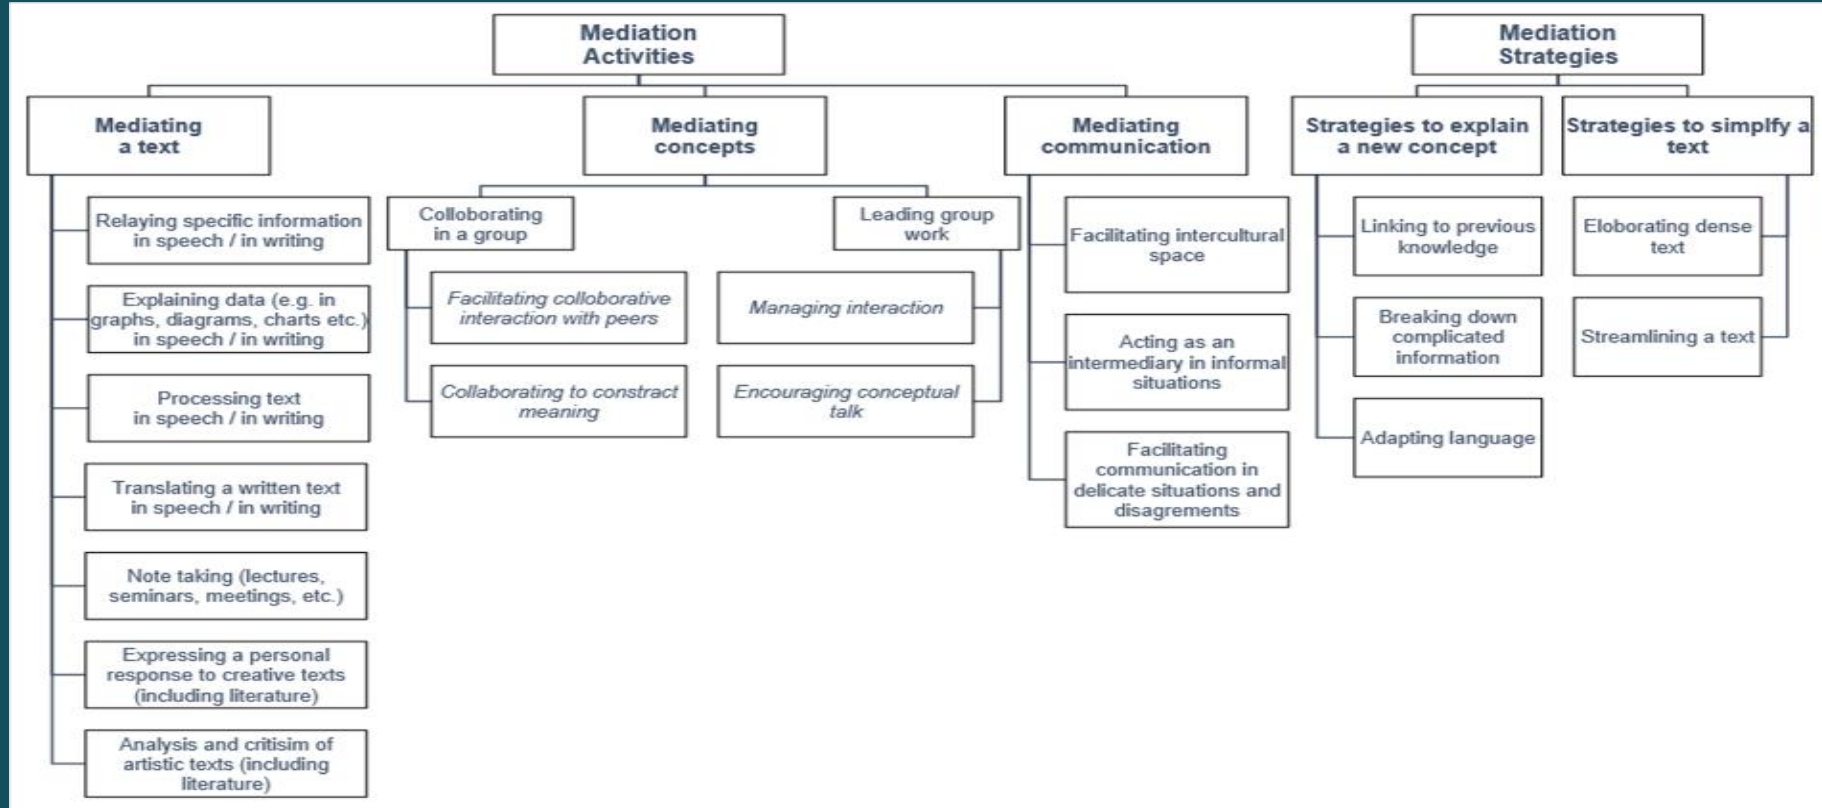 Mediation
Activities
Mediation
Strategies
Mediating
a text
Mediating
concepts
Mediating
communication
Strategies to explain
a new concept
Strategies to simplfy a
text
Relaying specific information
in speech / in writing
Explaining data (e.g. in
graphs, diagrams, charts etc.)
in speech / in writing
Processing text
in speech / in writing
Translating a written text
in speech / in writing
Note taking (lectures,
seminars, meetings, etc.)
Expressing a personal
response to creative texts
(including literature)
Analysis and critisim of
artistic texts (including
literature)
Colloborating
in a group
Facilitating colloborative
interaction with peers
Collaborating to constract
meaning
Leading group
work
Managing interaction
Encouraging conceptual
talk
Facilitating intercultural
space
Acting as an
intermediary in informal
situations
Facilitating
communication in
delicate situations and
disagrements
Linking to previous
knowledge
Breaking down
complicated
information
Adapting language
Eloborating dense
text
Streamlining a text